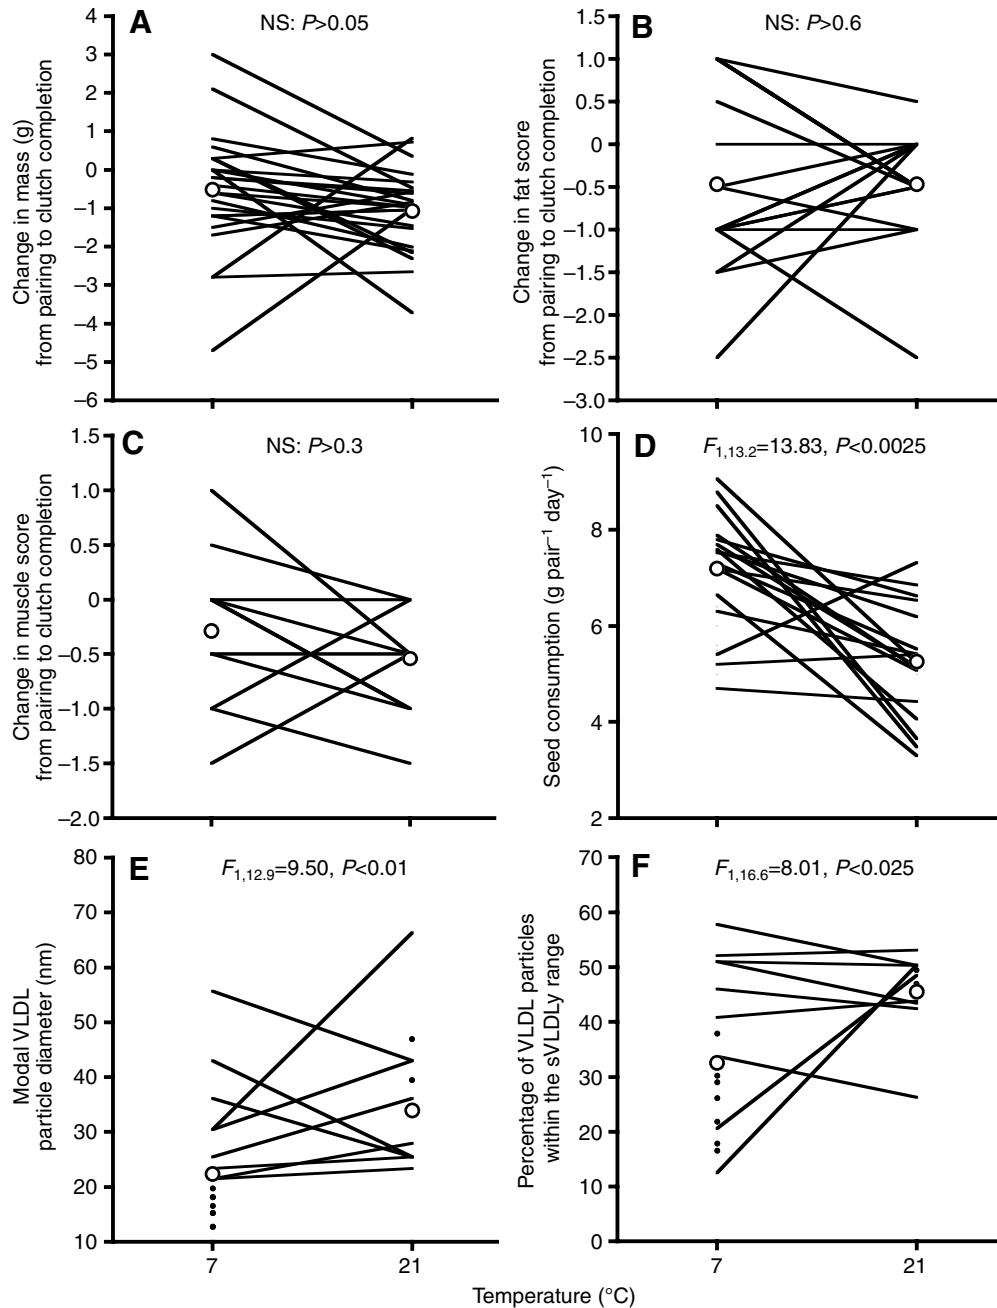 A
NS: P>0.05
Change in mass (g)
from pairing to clutch completion
4
3
2
1
0
–1
–2
–3
–4
–5
–6
B
NS: P>0.6
Change in fat score
from pairing to clutch completion
1.5
1.0
0.5
0
–0.5
–1.0
–1.5
–2.0
–2.5
–3.0
C
NS: P>0.3
Change in muscle score
from pairing to clutch completion
1.5
1.0
0.5
0
–0.5
–1.0
–1.5
–2.0
D
F1,13.2=13.83, P<0.0025
Seed consumption (g pair⁻¹ day⁻¹)
10
8
6
4
2
E
F1,12.9=9.50, P<0.01
Modal VLDL
particle diameter (nm)
80
70
60
50
40
30
20
10
7
21
F
F1,16.6=8.01, P<0.025
Percentage of VLDL particles
within the sVLDLy range
70
60
50
40
30
20
10
0
7
21
Temperature (°C)